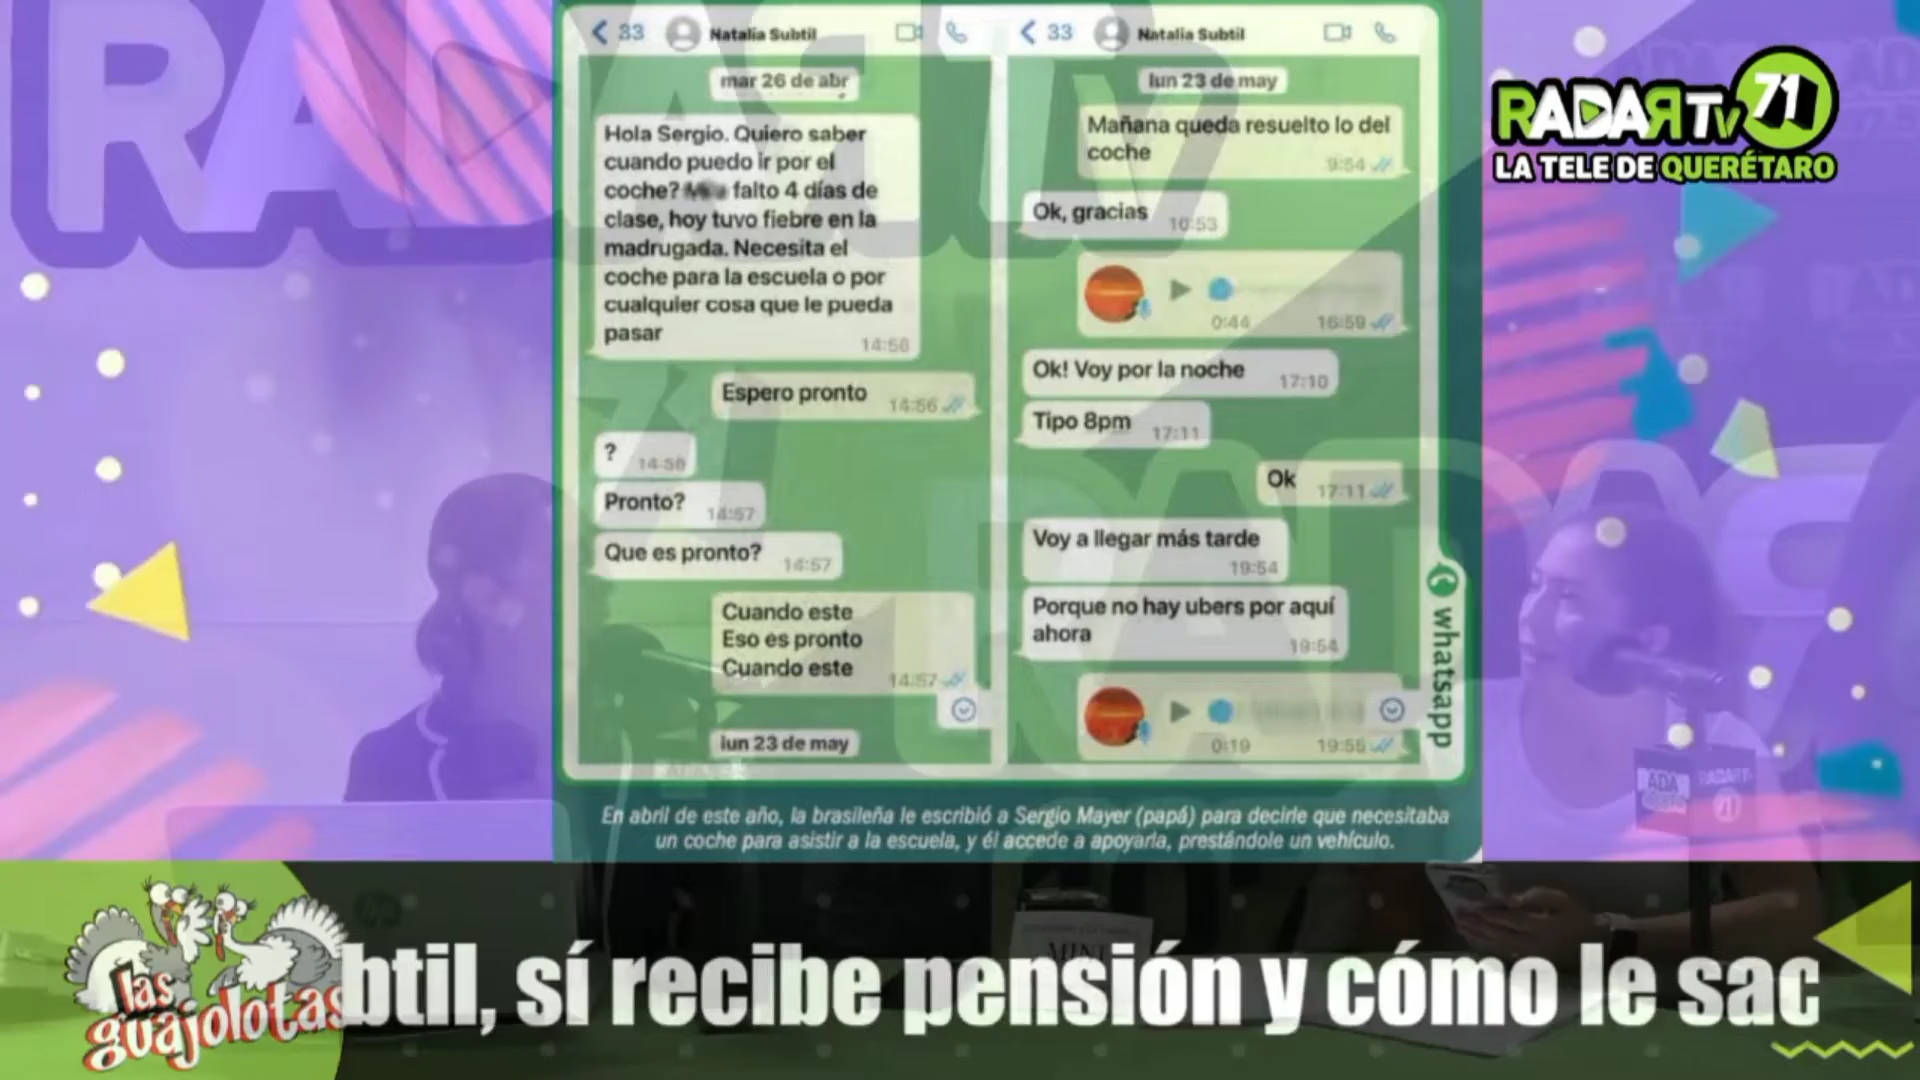 33 Natalia Subtil
mar 26 de abr
Hola Sergio. Quiero saber
cuando puedo ir por el
coche? falto 4 días de
clase, hoy tuvo fiebre en la
madrugada. Necesita el
coche para la escuela o por
cualquier cosa que le pueda
pasar
14:56
Espero pronto 14:56
? 14:56
Pronto? 14:57
Que es pronto? 14:57
Cuando este
Eso es pronto
Cuando este
14:57
lun 23 de may
33 Natalia Subtil
lun 23 de may
Mañana queda resuelto lo del
coche
9:54
Ok, gracias 10:53
0:44 16:59
Ok! Voy por la noche 17:10
Tipo 8pm 17:11
Ok 17:11
Voy a llegar más tarde
19:54
Porque no hay ubers por aquí
ahora
19:54
0:19 19:55
whatsapp
En abril de este año, la brasileña le escribió a Sergio Mayer (papá) para decirle que necesitaba
un coche para asistir a la escuela, y él accede a apoyarla, prestándole un vehículo.
RADAR TV 71
LA TELE DE QUERÉTARO
las
guajolotas
btil, sí recibe pensión y cómo le sac